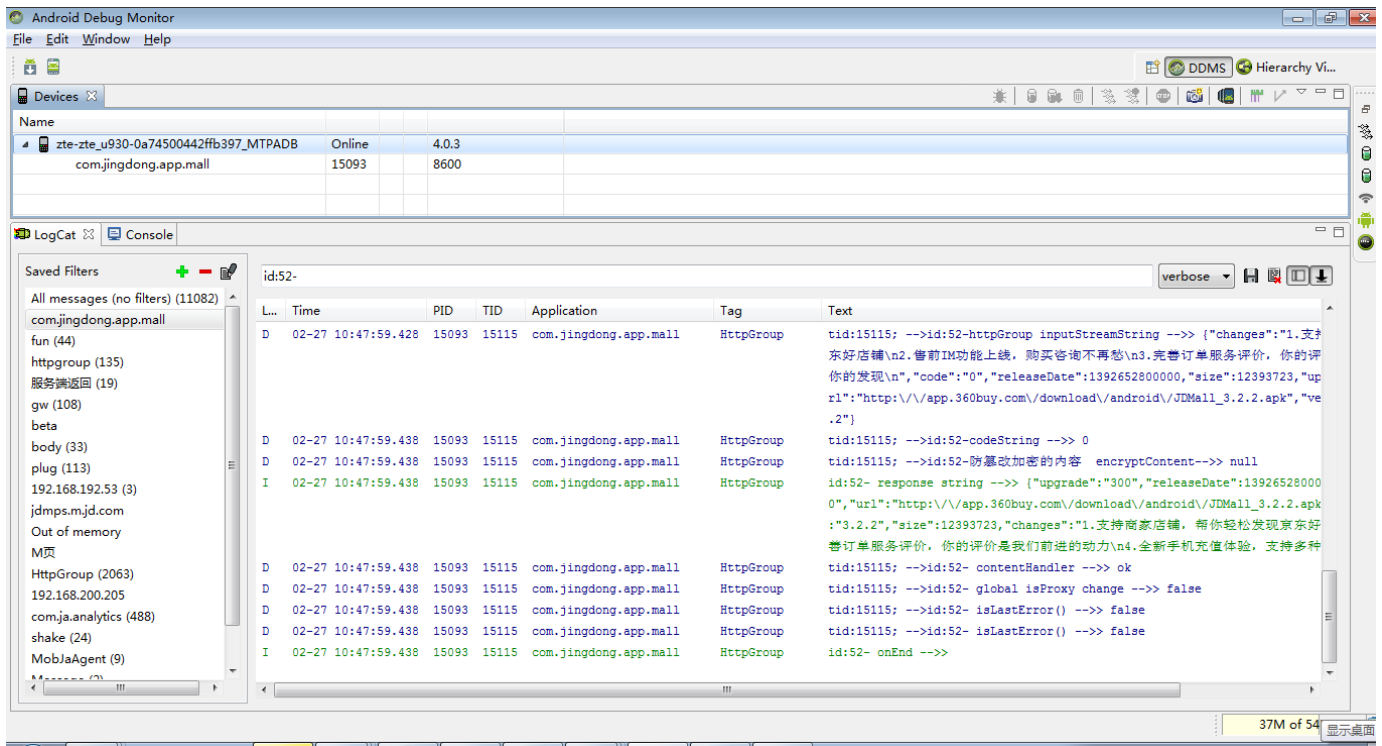 Android Debug Monitor
File Edit Window Help
DDMS Hierarchy Vi...
Devices
Name
zte-zte_u930-0a74500442ffb397_MTPADB Online 4.0.3
com.jingdong.app.mall 15093 8600
LogCat Console
Saved Filters
id:52-
verbose
All messages (no filters) (11082)
com.jingdong.app.mall
fun (44)
httpgroup (135)
服务端返回 (19)
gw (108)
beta
body (33)
plug (113)
192.168.192.53 (3)
jdmps.m.jd.com
Out of memory
M页
HttpGroup (2063)
192.168.200.205
com.ja.analytics (488)
shake (24)
MobJaAgent (9)
L... Time PID TID Application Tag Text
D 02-27 10:47:59.428 15093 15115 com.jingdong.app.mall HttpGroup tid:15115; -->id:52-httpGroup inputStreamString -->> {"changes":"1.支持
东好店铺\n2.售前IM功能上线，购买咨询不再愁\n3.完善订单服务评价，你的评
你的发现\n","code":"0","releaseDate":1392652800000,"size":12393723,"up
rl":"http:\/\/app.360buy.com\/download\/android\/JDMall_3.2.2.apk","ve
.2"}
D 02-27 10:47:59.438 15093 15115 com.jingdong.app.mall HttpGroup tid:15115; -->id:52-codeString -->> 0
D 02-27 10:47:59.438 15093 15115 com.jingdong.app.mall HttpGroup tid:15115; -->id:52-防篡改加密的内容 encryptContent-->> null
I 02-27 10:47:59.438 15093 15115 com.jingdong.app.mall HttpGroup id:52- response string -->> {"upgrade":"300","releaseDate":13926528000
0","url":"http:\/\/app.360buy.com\/download\/android\/JDMall_3.2.2.apk
:"3.2.2","size":12393723,"changes":"1.支持商家店铺，帮你轻松发现京东好
善订单服务评价，你的评价是我们前进的动力\n4.全新手机充值体验，支持多种
D 02-27 10:47:59.438 15093 15115 com.jingdong.app.mall HttpGroup tid:15115; -->id:52- contentHandler -->> ok
D 02-27 10:47:59.438 15093 15115 com.jingdong.app.mall HttpGroup tid:15115; -->id:52- global isProxy change -->> false
D 02-27 10:47:59.438 15093 15115 com.jingdong.app.mall HttpGroup tid:15115; -->id:52- isLastError() -->> false
D 02-27 10:47:59.438 15093 15115 com.jingdong.app.mall HttpGroup tid:15115; -->id:52- isLastError() -->> false
I 02-27 10:47:59.438 15093 15115 com.jingdong.app.mall HttpGroup id:52- onEnd -->>
37M of 54
显示桌面